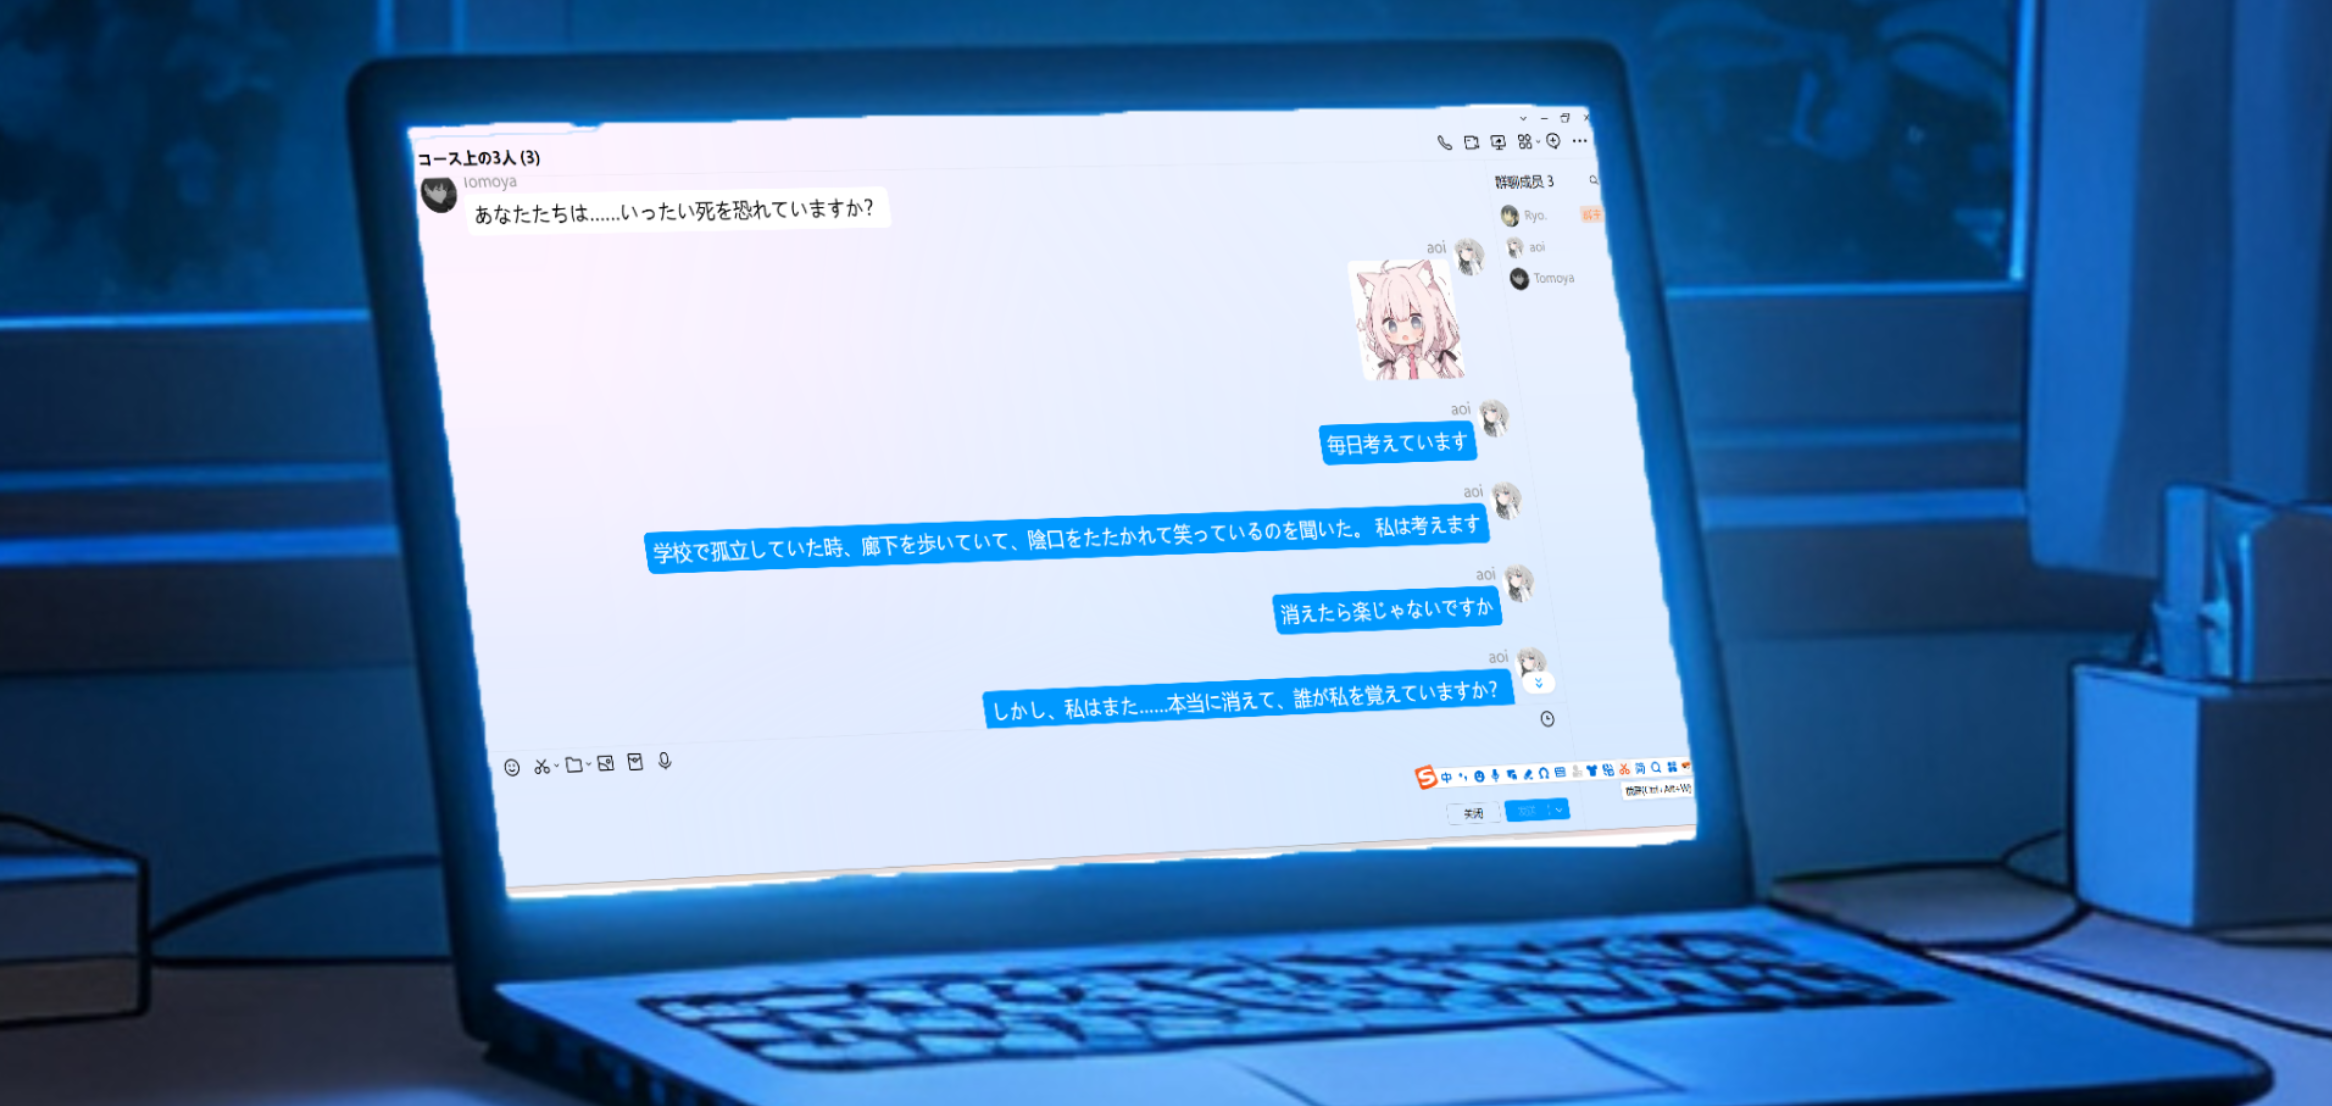 コース上の3人 (3)
Tomoya
あなたたちは......いったい死を恐れていますか？
aoi
aoi
毎日考えています
aoi
学校で孤立していた時、廊下を歩いていて、陰口をたたかれて笑っているのを聞いた。 私は考えます
aoi
消えたら楽じゃないですか
aoi
しかし、私はまた......本当に消えて、誰が私を覚えていますか？
群聊成员 3
Ryo.
aoi
Tomoya
中
简
关闭